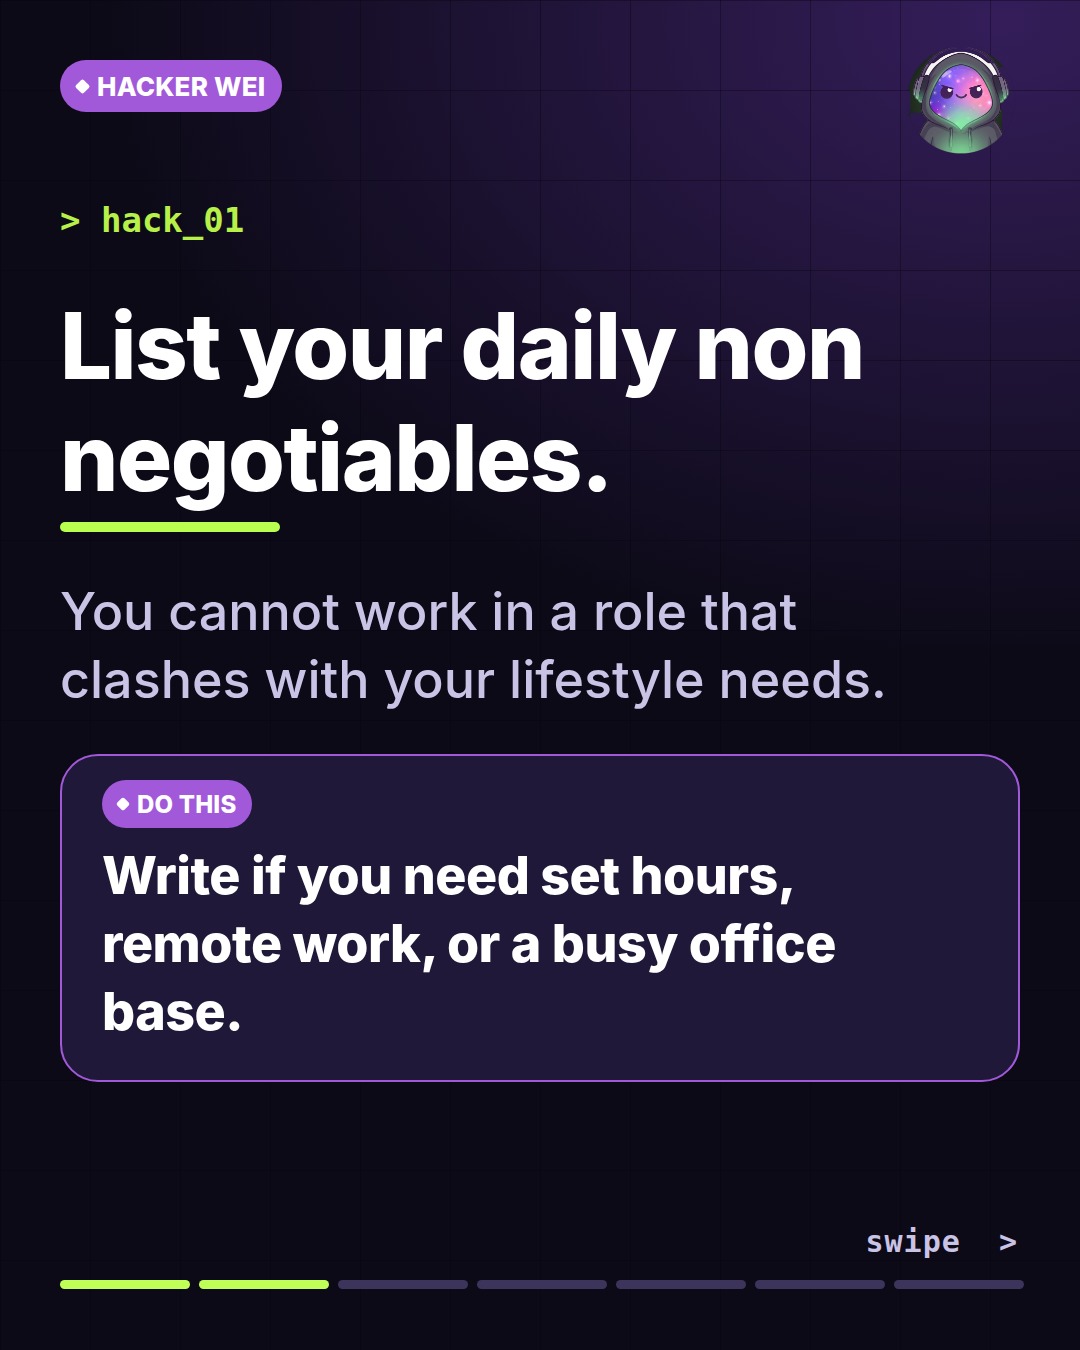 HACKER WEI
> hack_01
List your daily non
negotiables.
You cannot work in a role that
clashes with your lifestyle needs.
DO THIS
Write if you need set hours,
remote work, or a busy office
base.
swipe >